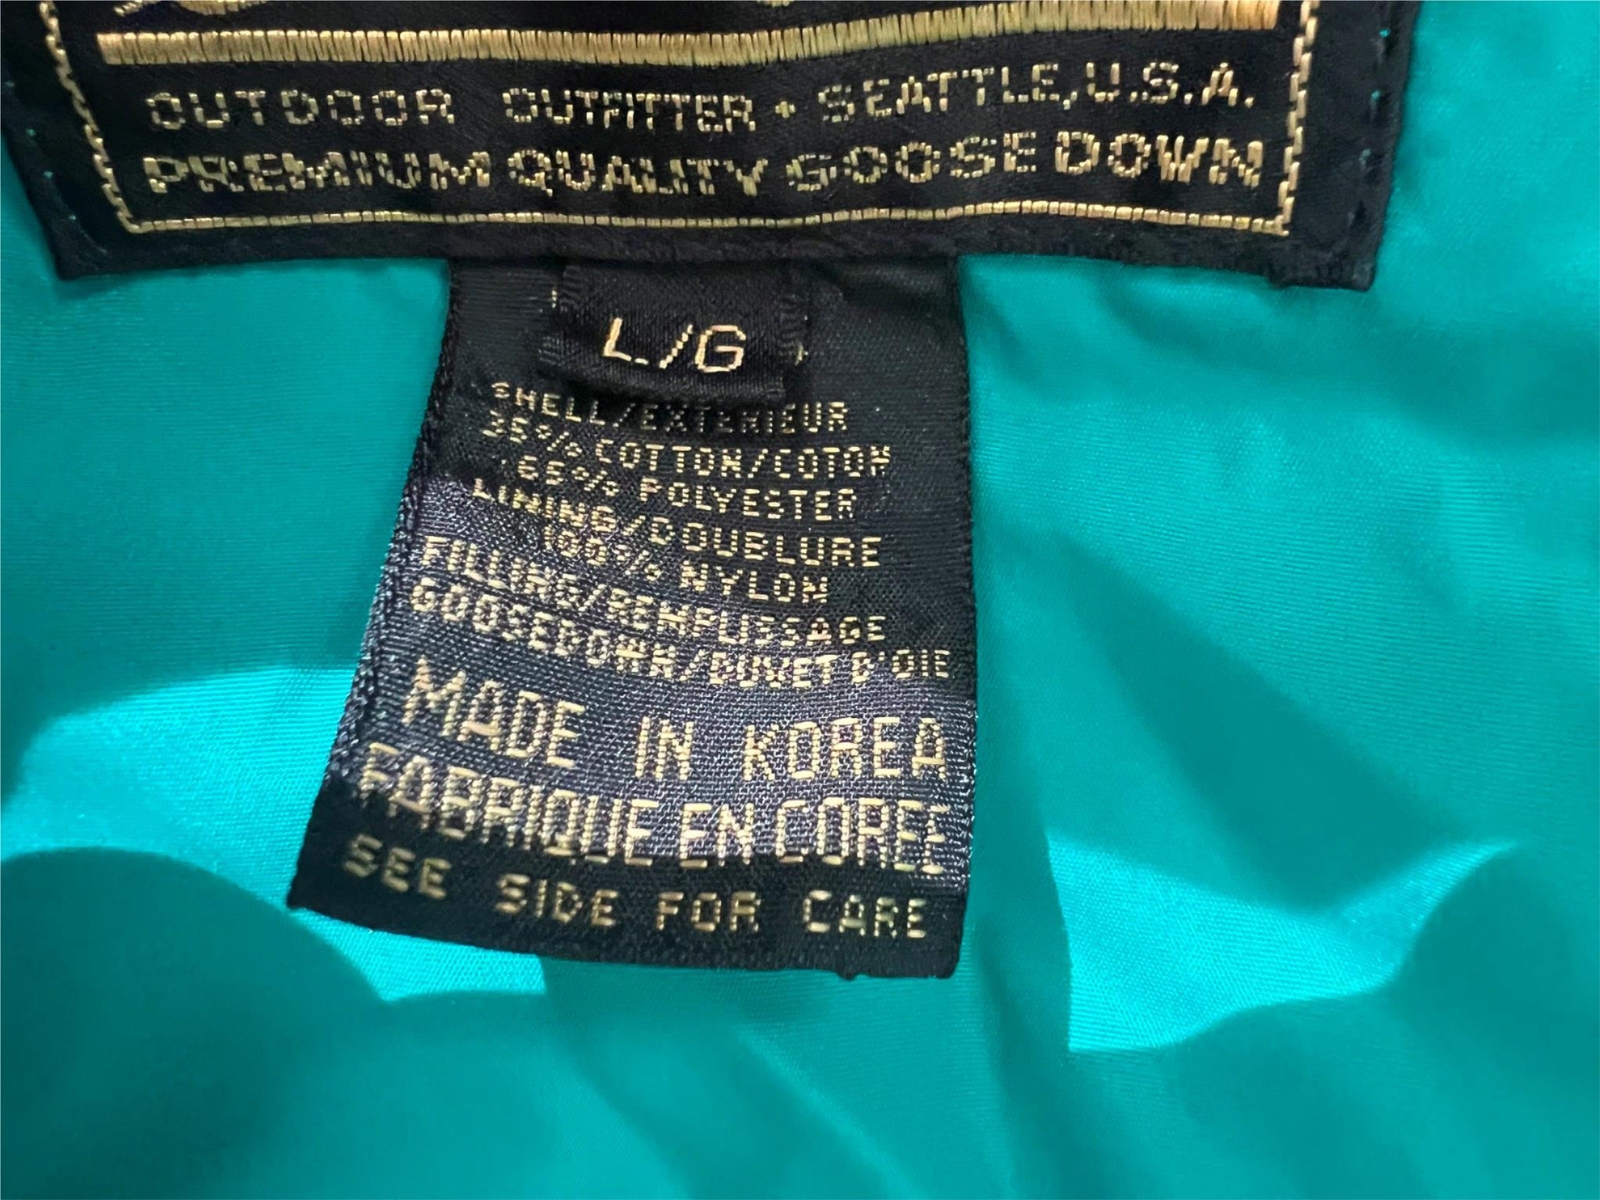 OUTDOOR OUTFITTER • SEATTLE, U.S.A.
PREMIUM QUALITY GOOSE DOWN
L/G
SHELL/EXTERIEUR
35% COTTON/COTON
65% POLYESTER
LINING/DOUBLURE
100% NYLON
FILLING/REMPLISSAGE
GOOSEDOWN/DUVET D'OIE
MADE IN KOREA
FABRIQUE EN COREE
SEE SIDE FOR CARE